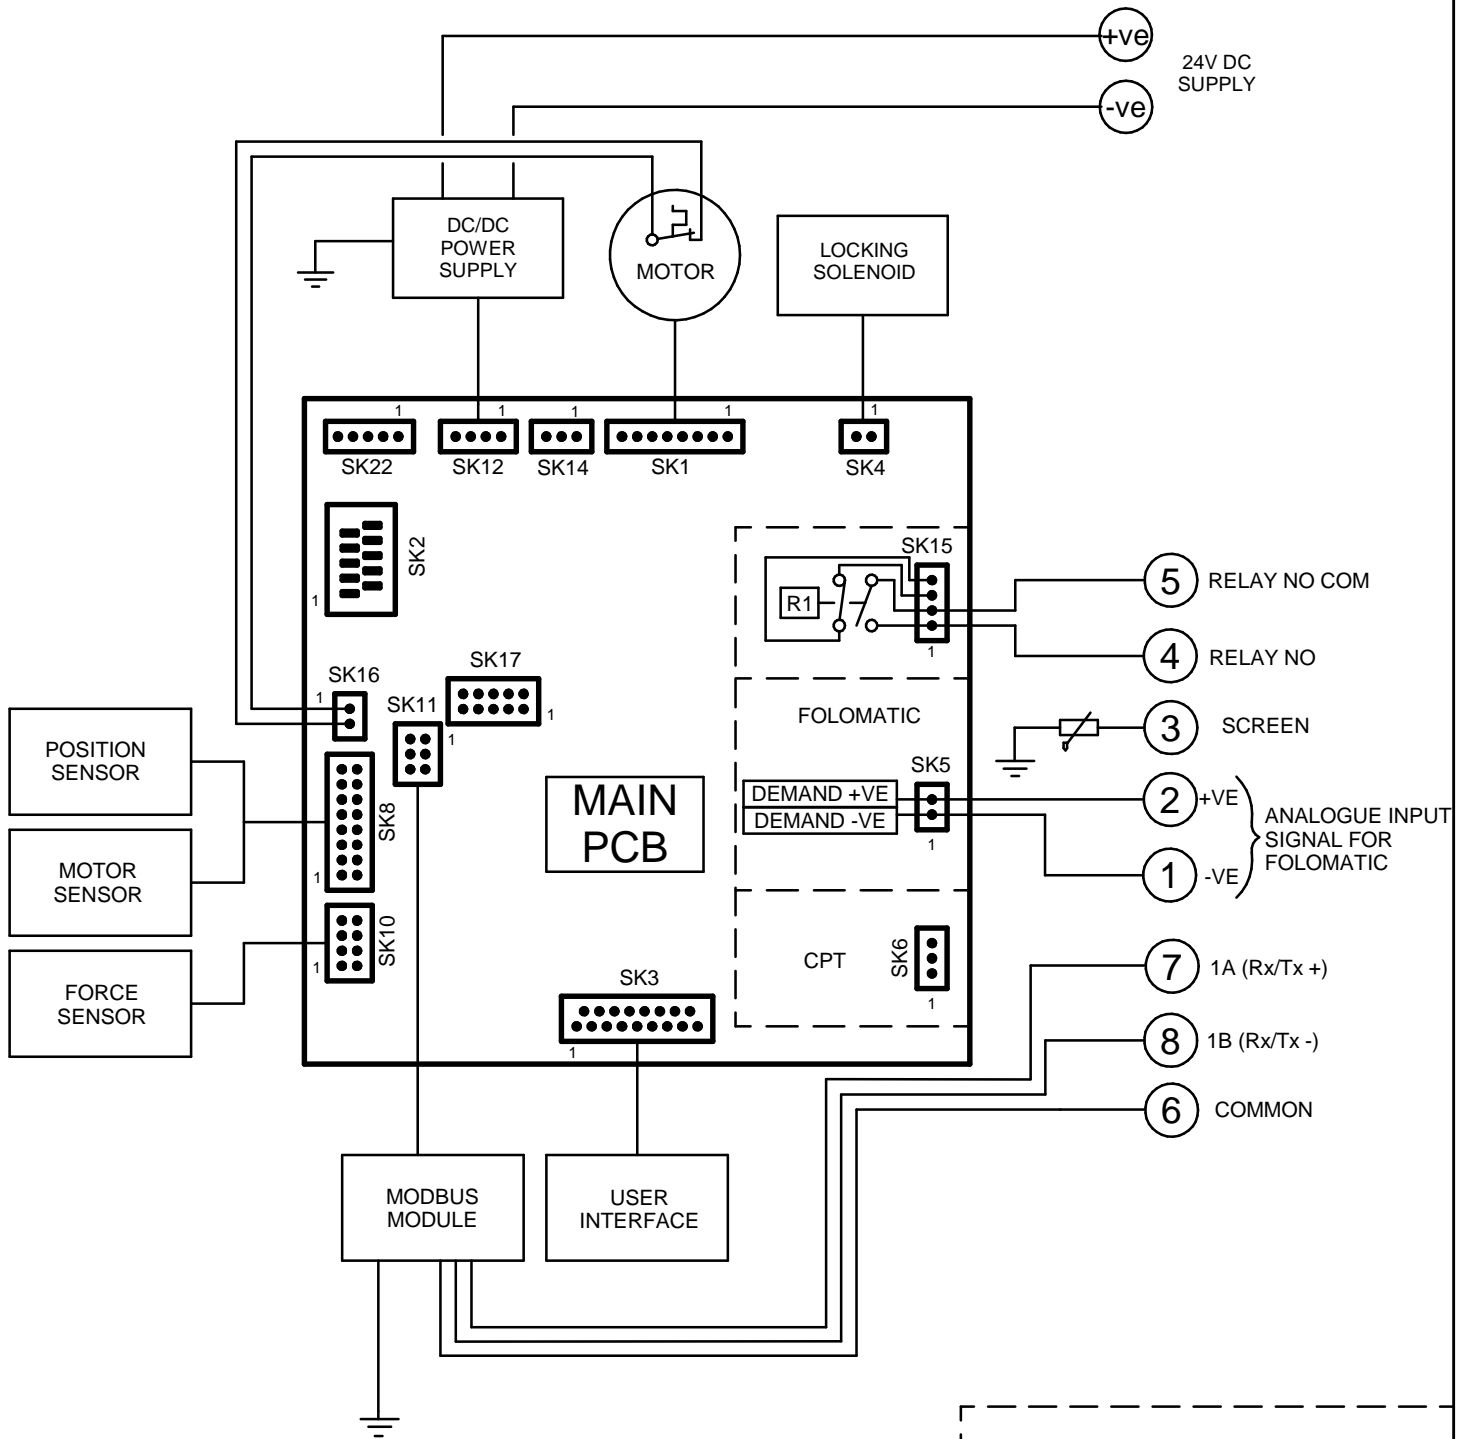 +ve
24V DC
SUPPLY
-ve
DC/DC
POWER
SUPPLY
MOTOR
LOCKING
SOLENOID
1
1
1
1
1
SK22
SK12
SK14
SK1
SK4
SK2
1
SK15
R1
1
5
RELAY NO COM
4
RELAY NO
SK16
1
SK17
1
SK11
1
FOLOMATIC
3
SCREEN
POSITION
SENSOR
MOTOR
SENSOR
FORCE
SENSOR
SK8
1
SK10
1
MAIN
PCB
SK5
DEMAND +VE
DEMAND -VE
1
2
+VE
1
-VE
ANALOGUE INPUT
SIGNAL FOR
FOLOMATIC
CPT
SK6
1
SK3
1
7
1A (Rx/Tx +)
8
1B (Rx/Tx -)
6
COMMON
MODBUS
MODULE
USER
INTERFACE